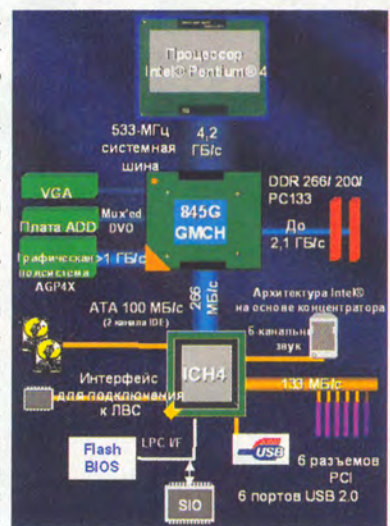 Процессор
Intel® Pentium® 4
533-МГц
системная
шина
4,2
ГБ/с
VGA
Плата ADD
Mux'ed
DVO
Графическая
подсистема
AGP4X
>1 ГБ/с
845G
GMCH
DDR 266/ 200/
PC133
До
2,1 ГБ/с
266
МБ/с
ATA 100 МБ/с
(2 канала IDE)
Архитектура Intel®
на основе концентратора
6 канальный
звук
ICH4
133 МБ/с
Интерфейс
для подключения
к ЛВС
LPC I/F
Flash
BIOS
SIO
USB
6 разъемов
PCI
6 портов USB 2.0